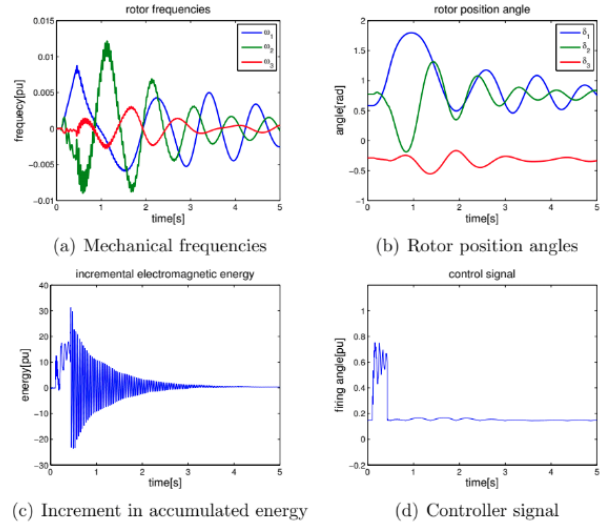 rotor frequencies
0.015
0.01
0.005
0
−0.005
−0.01
frequecy[pu]
ω1
ω2
ω3
0 1 2 3 4 5
time[s]
(a) Mechanical frequencies
Rotor position angle
2
1.5
1
0.5
0
−0.5
−1
angle[rad]
δ1
δ2
δ3
0 1 2 3 4 5
time[s]
(b) Rotor position angles
incremental electromagnetic energy
40
30
20
10
0
−10
−20
−30
energy[pu]
0 1 2 3 4 5
time[s]
(c) Increment in accumulated energy
control signal
1.2
1
0.8
0.6
0.4
0.2
0
−0.2
firing angle[pu]
0 1 2 3 4 5
time[s]
(d) Controller signal